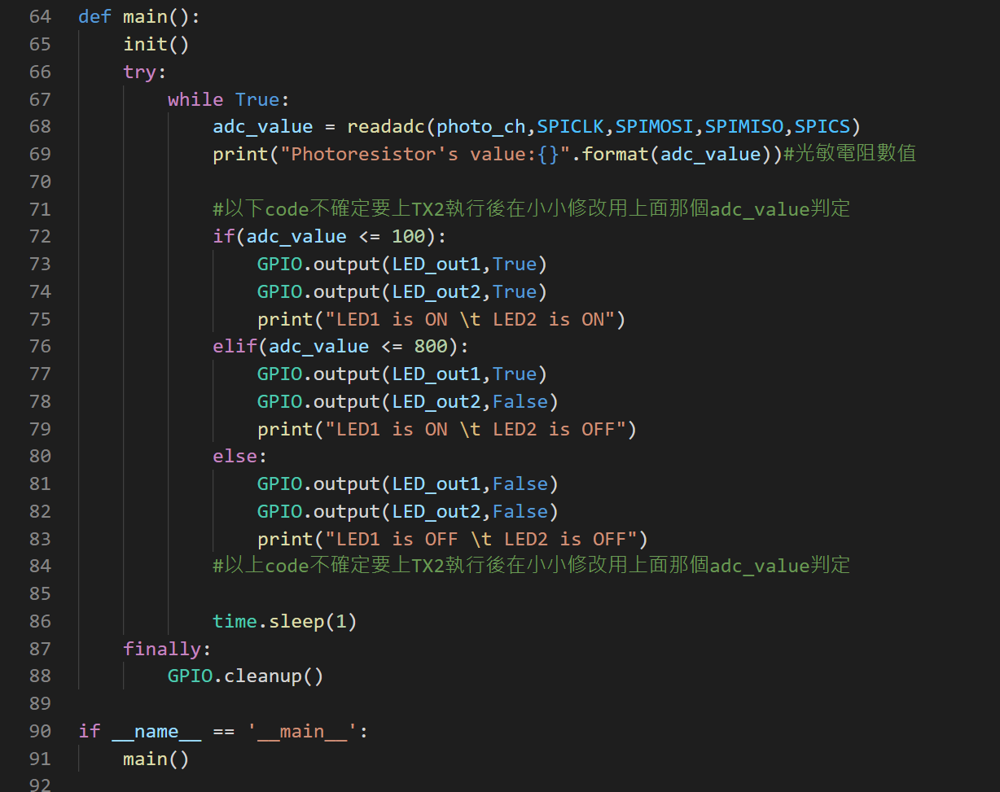 64 def main():
65     init()
66     try:
67         while True:
68             adc_value = readadc(photo_ch,SPICLK,SPIMOSI,SPIMISO,SPICS)
69             print("Photoresistor's value:{}".format(adc_value))#光敏電阻數值
70
71             #以下code不確定要上TX2執行後在小小修改用上面那個adc_value判定
72             if(adc_value <= 100):
73                 GPIO.output(LED_out1,True)
74                 GPIO.output(LED_out2,True)
75                 print("LED1 is ON \t LED2 is ON")
76             elif(adc_value <= 800):
77                 GPIO.output(LED_out1,True)
78                 GPIO.output(LED_out2,False)
79                 print("LED1 is ON \t LED2 is OFF")
80             else:
81                 GPIO.output(LED_out1,False)
82                 GPIO.output(LED_out2,False)
83                 print("LED1 is OFF \t LED2 is OFF")
84             #以上code不確定要上TX2執行後在小小修改用上面那個adc_value判定
85
86             time.sleep(1)
87     finally:
88         GPIO.cleanup()
89
90 if __name__ == '__main__':
91     main()
92